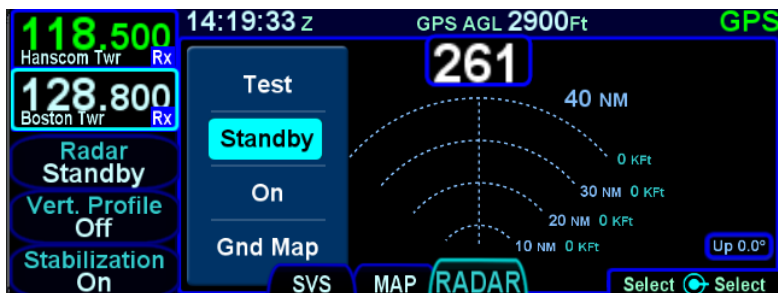 118.500
Hanscom Twr Rx
128.800
Boston Twr Rx
Radar
Standby
Vert. Profile
Off
Stabilization
On
14:19:33 Z
GPS AGL 2900Ft
GPS
Test
Standby
On
Gnd Map
261
40 NM
0 KFt
30 NM 0 KFt
20 NM 0 KFt
10 NM 0 KFt
Up 0.0°
SVS
MAP
RADAR
Select Select